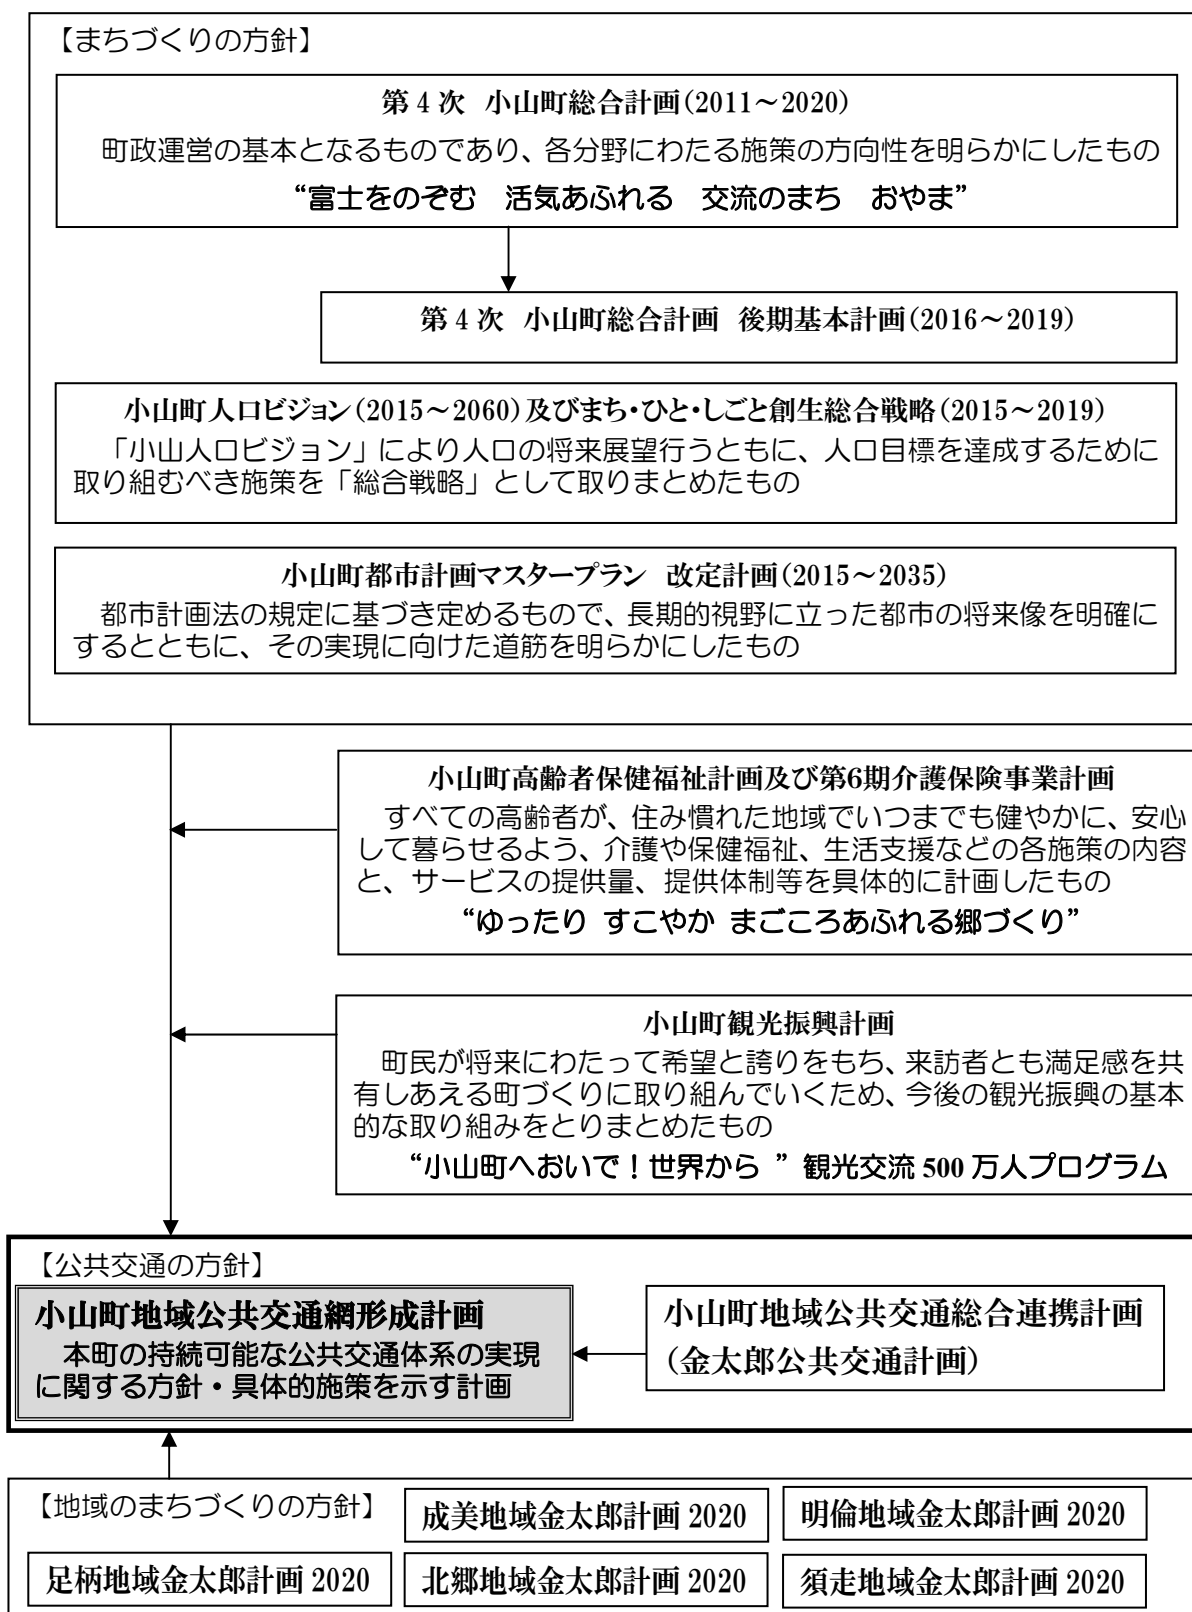 【まちづくりの方針】
第4次 小山町総合計画(2011～2020)
町政運営の基本となるものであり、各分野にわたる施策の方向性を明らかにしたもの
“富士をのぞむ 活気あふれる 交流のまち おやま”
第4次 小山町総合計画 後期基本計画(2016～2019)
小山町人口ビジョン(2015～2060)及びまち・ひと・しごと創生総合戦略(2015～2019)
「小山人口ビジョン」により人口の将来展望行うともに、人口目標を達成するために
取り組むべき施策を「総合戦略」として取りまとめたもの
小山町都市計画マスタープラン 改定計画(2015～2035)
都市計画法の規定に基づき定めるもので、長期的視野に立った都市の将来像を明確に
するとともに、その実現に向けた道筋を明らかにしたもの
小山町高齢者保健福祉計画及び第6期介護保険事業計画
すべての高齢者が、住み慣れた地域でいつまでも健やかに、安心
して暮らせるよう、介護や保健福祉、生活支援などの各施策の内容
と、サービスの提供量、提供体制等を具体的に計画したもの
“ゆったり すこやか まごころあふれる郷づくり”
小山町観光振興計画
町民が将来にわたって希望と誇りをもち、来訪者とも満足感を共
有しあえる町づくりに取り組んでいくため、今後の観光振興の基本
的な取り組みをとりまとめたもの
“小山町へおいで！世界から ”観光交流 500 万人プログラム
【公共交通の方針】
小山町地域公共交通網形成計画
本町の持続可能な公共交通体系の実現
に関する方針・具体的施策を示す計画
小山町地域公共交通総合連携計画
(金太郎公共交通計画)
【地域のまちづくりの方針】
成美地域金太郎計画 2020
明倫地域金太郎計画 2020
足柄地域金太郎計画 2020
北郷地域金太郎計画 2020
須走地域金太郎計画 2020